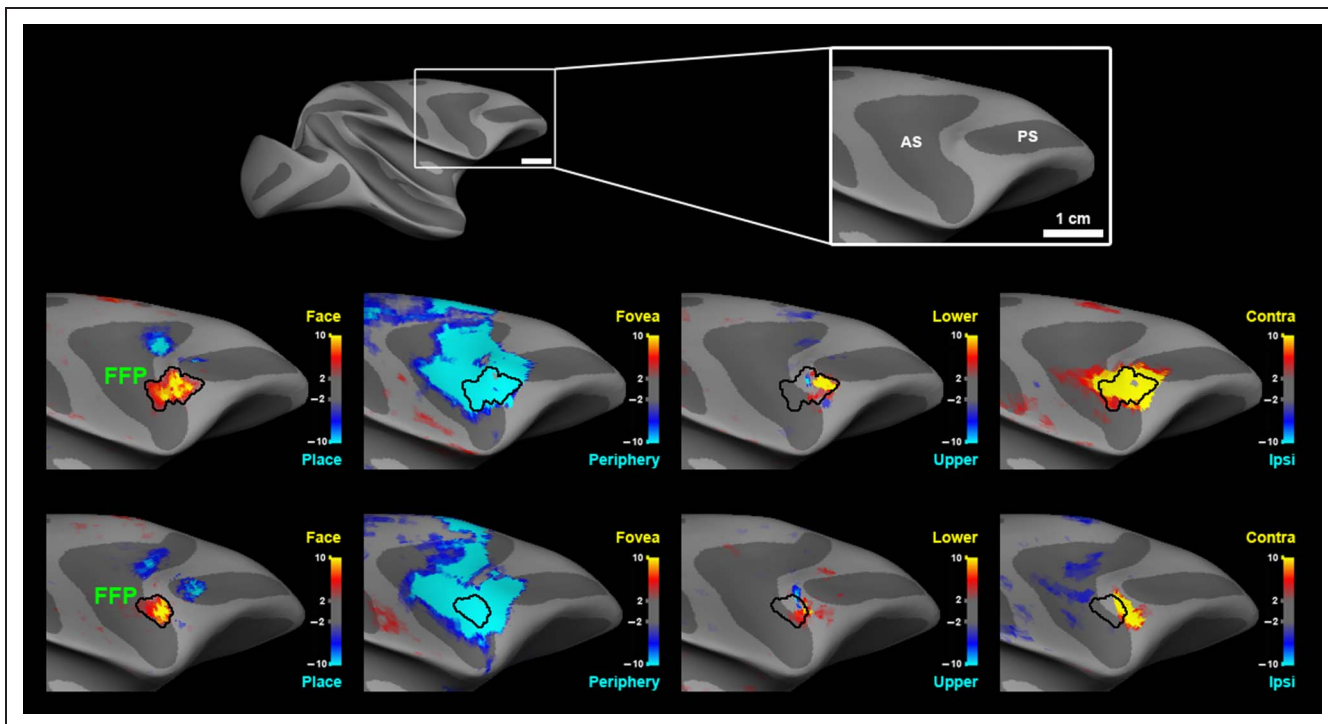 AS
PS
1 cm
Face
10
2
−2
−10
Place
FFP
Fovea
10
2
−2
−10
Periphery
Lower
10
2
−2
−10
Upper
Contra
10
2
−2
−10
Ipsi
Face
10
2
−2
−10
Place
FFP
Fovea
10
2
−2
−10
Periphery
Lower
10
2
−2
−10
Upper
Contra
10
2
−2
−10
Ipsi